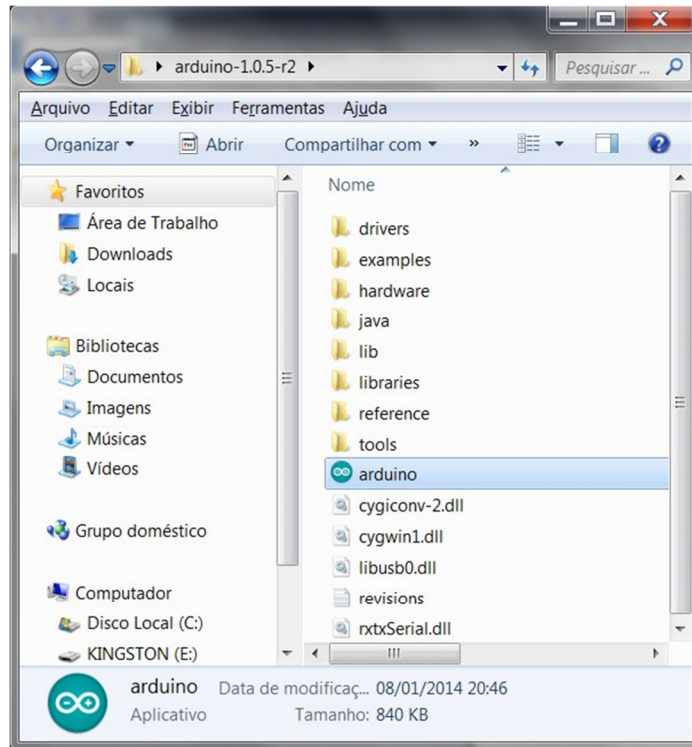 arduino-1.0.5-r2
Pesquisar ...
Arquivo Editar Exibir Ferramentas Ajuda
Organizar Abrir Compartilhar com »
Favoritos
Área de Trabalho
Downloads
Locais
Bibliotecas
Documentos
Imagens
Músicas
Vídeos
Grupo doméstico
Computador
Disco Local (C:)
KINGSTON (E:)
Nome
drivers
examples
hardware
java
lib
libraries
reference
tools
arduino
cygiconv-2.dll
cygwin1.dll
libusb0.dll
revisions
rxtxSerial.dll
arduino Data de modificaç... 08/01/2014 20:46
Aplicativo Tamanho: 840 KB